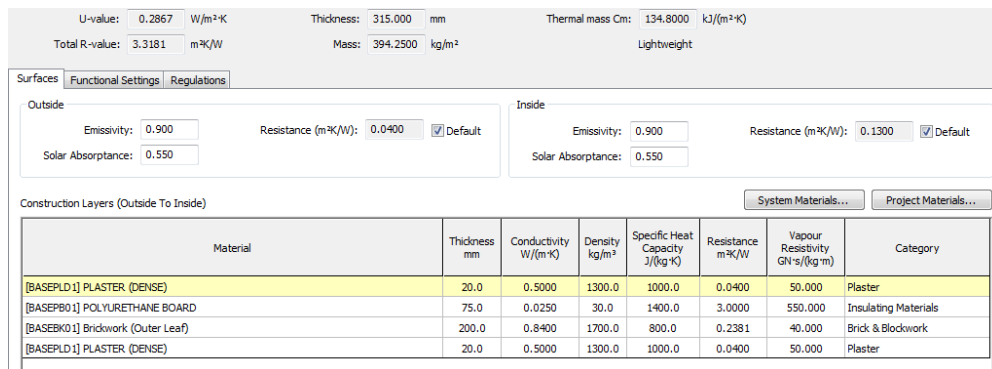 U-value: 0.2867 W/m²·K Thickness: 315.000 mm Thermal mass Cm: 134.8000 kJ/(m²·K)
Total R-value: 3.3181 m²K/W Mass: 394.2500 kg/m² Lightweight
Surfaces Functional Settings Regulations
Outside Inside
Emissivity: 0.900 Resistance (m²K/W): 0.0400 Default Emissivity: 0.900 Resistance (m²K/W): 0.1300 Default
Solar Absorptance: 0.550 Solar Absorptance: 0.550
Construction Layers (Outside To Inside) System Materials... Project Materials...
Material Thickness mm Conductivity W/(m·K) Density kg/m³ Specific Heat Capacity J/(kg·K) Resistance m²K/W Vapour Resistivity GN·s/(kg·m) Category
[BASEPLD1] PLASTER (DENSE) 20.0 0.5000 1300.0 1000.0 0.0400 50.000 Plaster
[BASEPB01] POLYURETHANE BOARD 75.0 0.0250 30.0 1400.0 3.0000 550.000 Insulating Materials
[BASEBK01] Brickwork (Outer Leaf) 200.0 0.8400 1700.0 800.0 0.2381 40.000 Brick & Blockwork
[BASEPLD1] PLASTER (DENSE) 20.0 0.5000 1300.0 1000.0 0.0400 50.000 Plaster